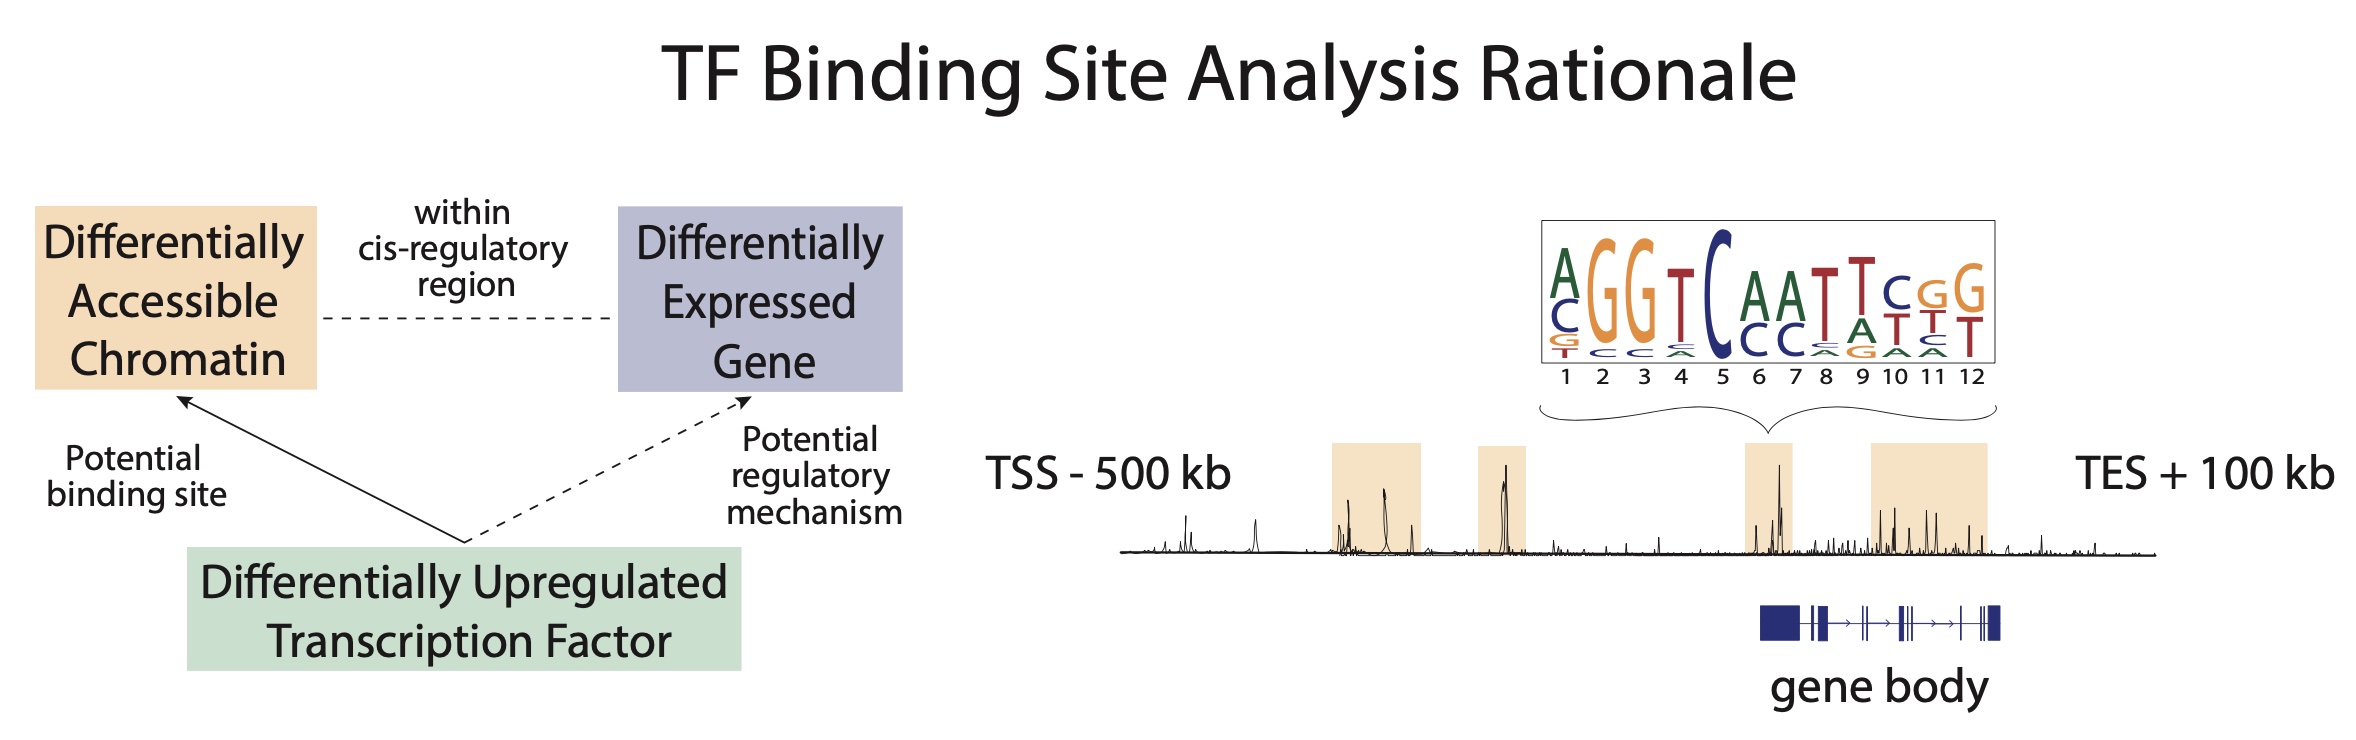 TF Binding Site Analysis Rationale
Differentially
Accessible
Chromatin
within
cis-regulatory
region
Differentially
Expressed
Gene
Potential
binding site
Potential
regulatory
mechanism
Differentially Upregulated
Transcription Factor
A G G T C A A T T C G G
C C C C A C C C A T T T
G A A G A C
T A
1 2 3 4 5 6 7 8 9 10 11 12
TSS - 500 kb
TES + 100 kb
gene body